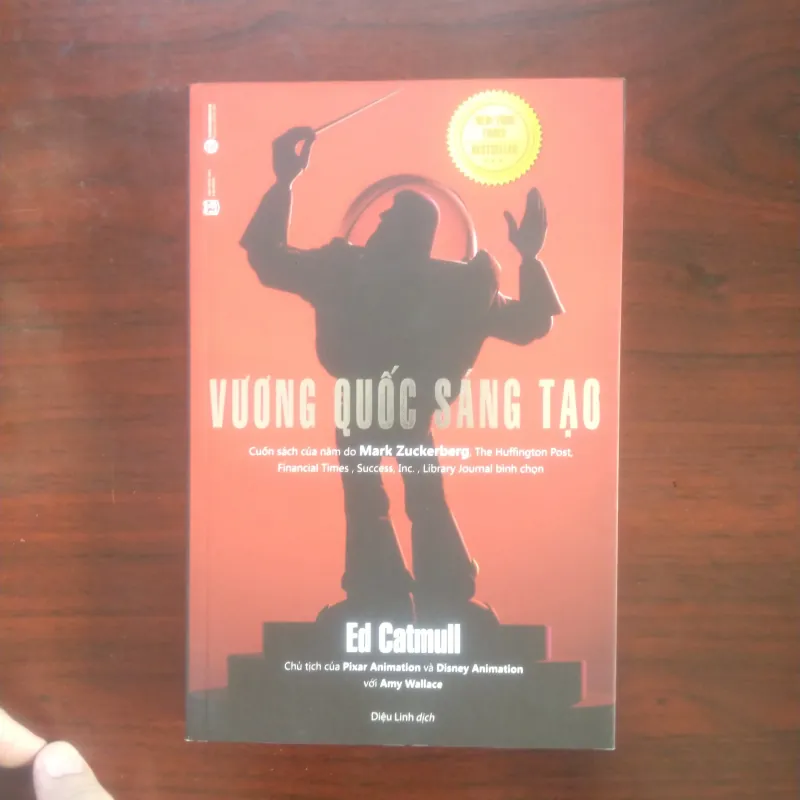 NEW YORK
TIMES
BESTSELLER
VƯƠNG QUỐC SÁNG TẠO
Cuốn sách của năm do Mark Zuckerberg, The Huffington Post,
Financial Times , Success, Inc. , Library Journal bình chọn
Ed Catmull
Chủ tịch của Pixar Animation và Disney Animation
với Amy Wallace
Diệu Linh dịch